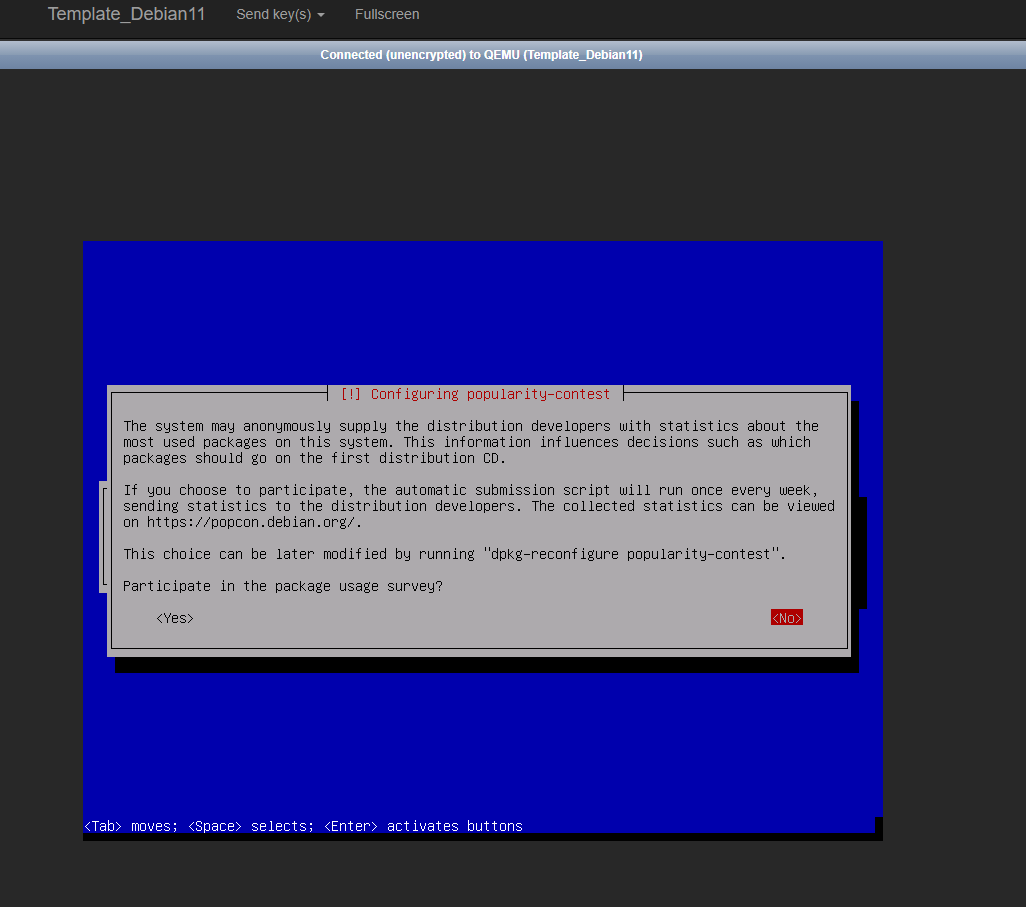 Template_Debian11 Send key(s) Fullscreen
Connected (unencrypted) to QEMU (Template_Debian11)
[!] Configuring popularity-contest
The system may anonymously supply the distribution developers with statistics about the
most used packages on this system. This information influences decisions such as which
packages should go on the first distribution CD.
If you choose to participate, the automatic submission script will run once every week,
sending statistics to the distribution developers. The collected statistics can be viewed
on https://popcon.debian.org/.
This choice can be later modified by running "dpkg-reconfigure popularity-contest".
Participate in the package usage survey?
<Yes> <No>
<Tab> moves; <Space> selects; <Enter> activates buttons